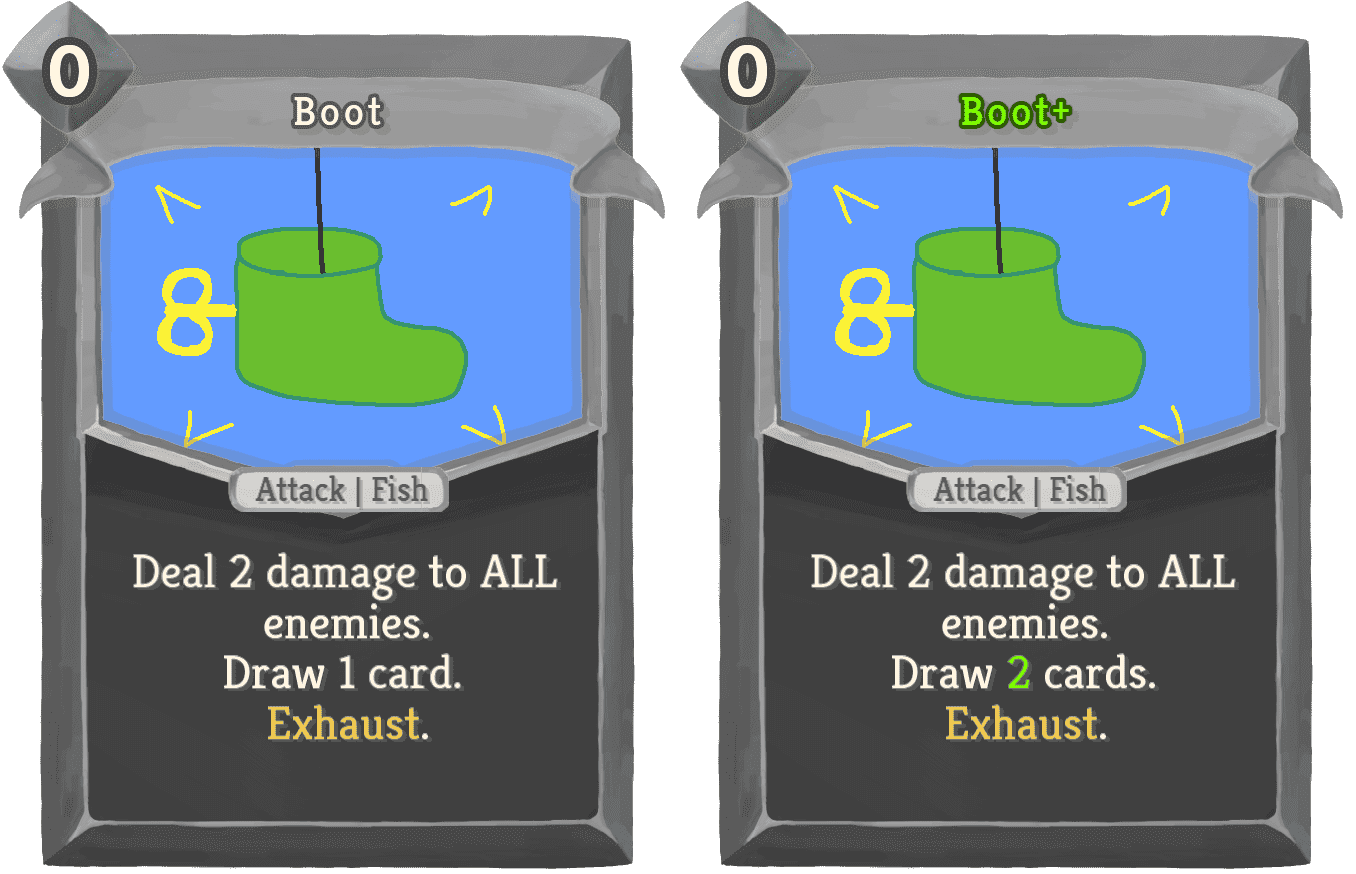 0
Boot
Attack | Fish
Deal 2 damage to ALL
enemies.
Draw 1 card.
Exhaust.
0
Boot+
Attack | Fish
Deal 2 damage to ALL
enemies.
Draw 2 cards.
Exhaust.